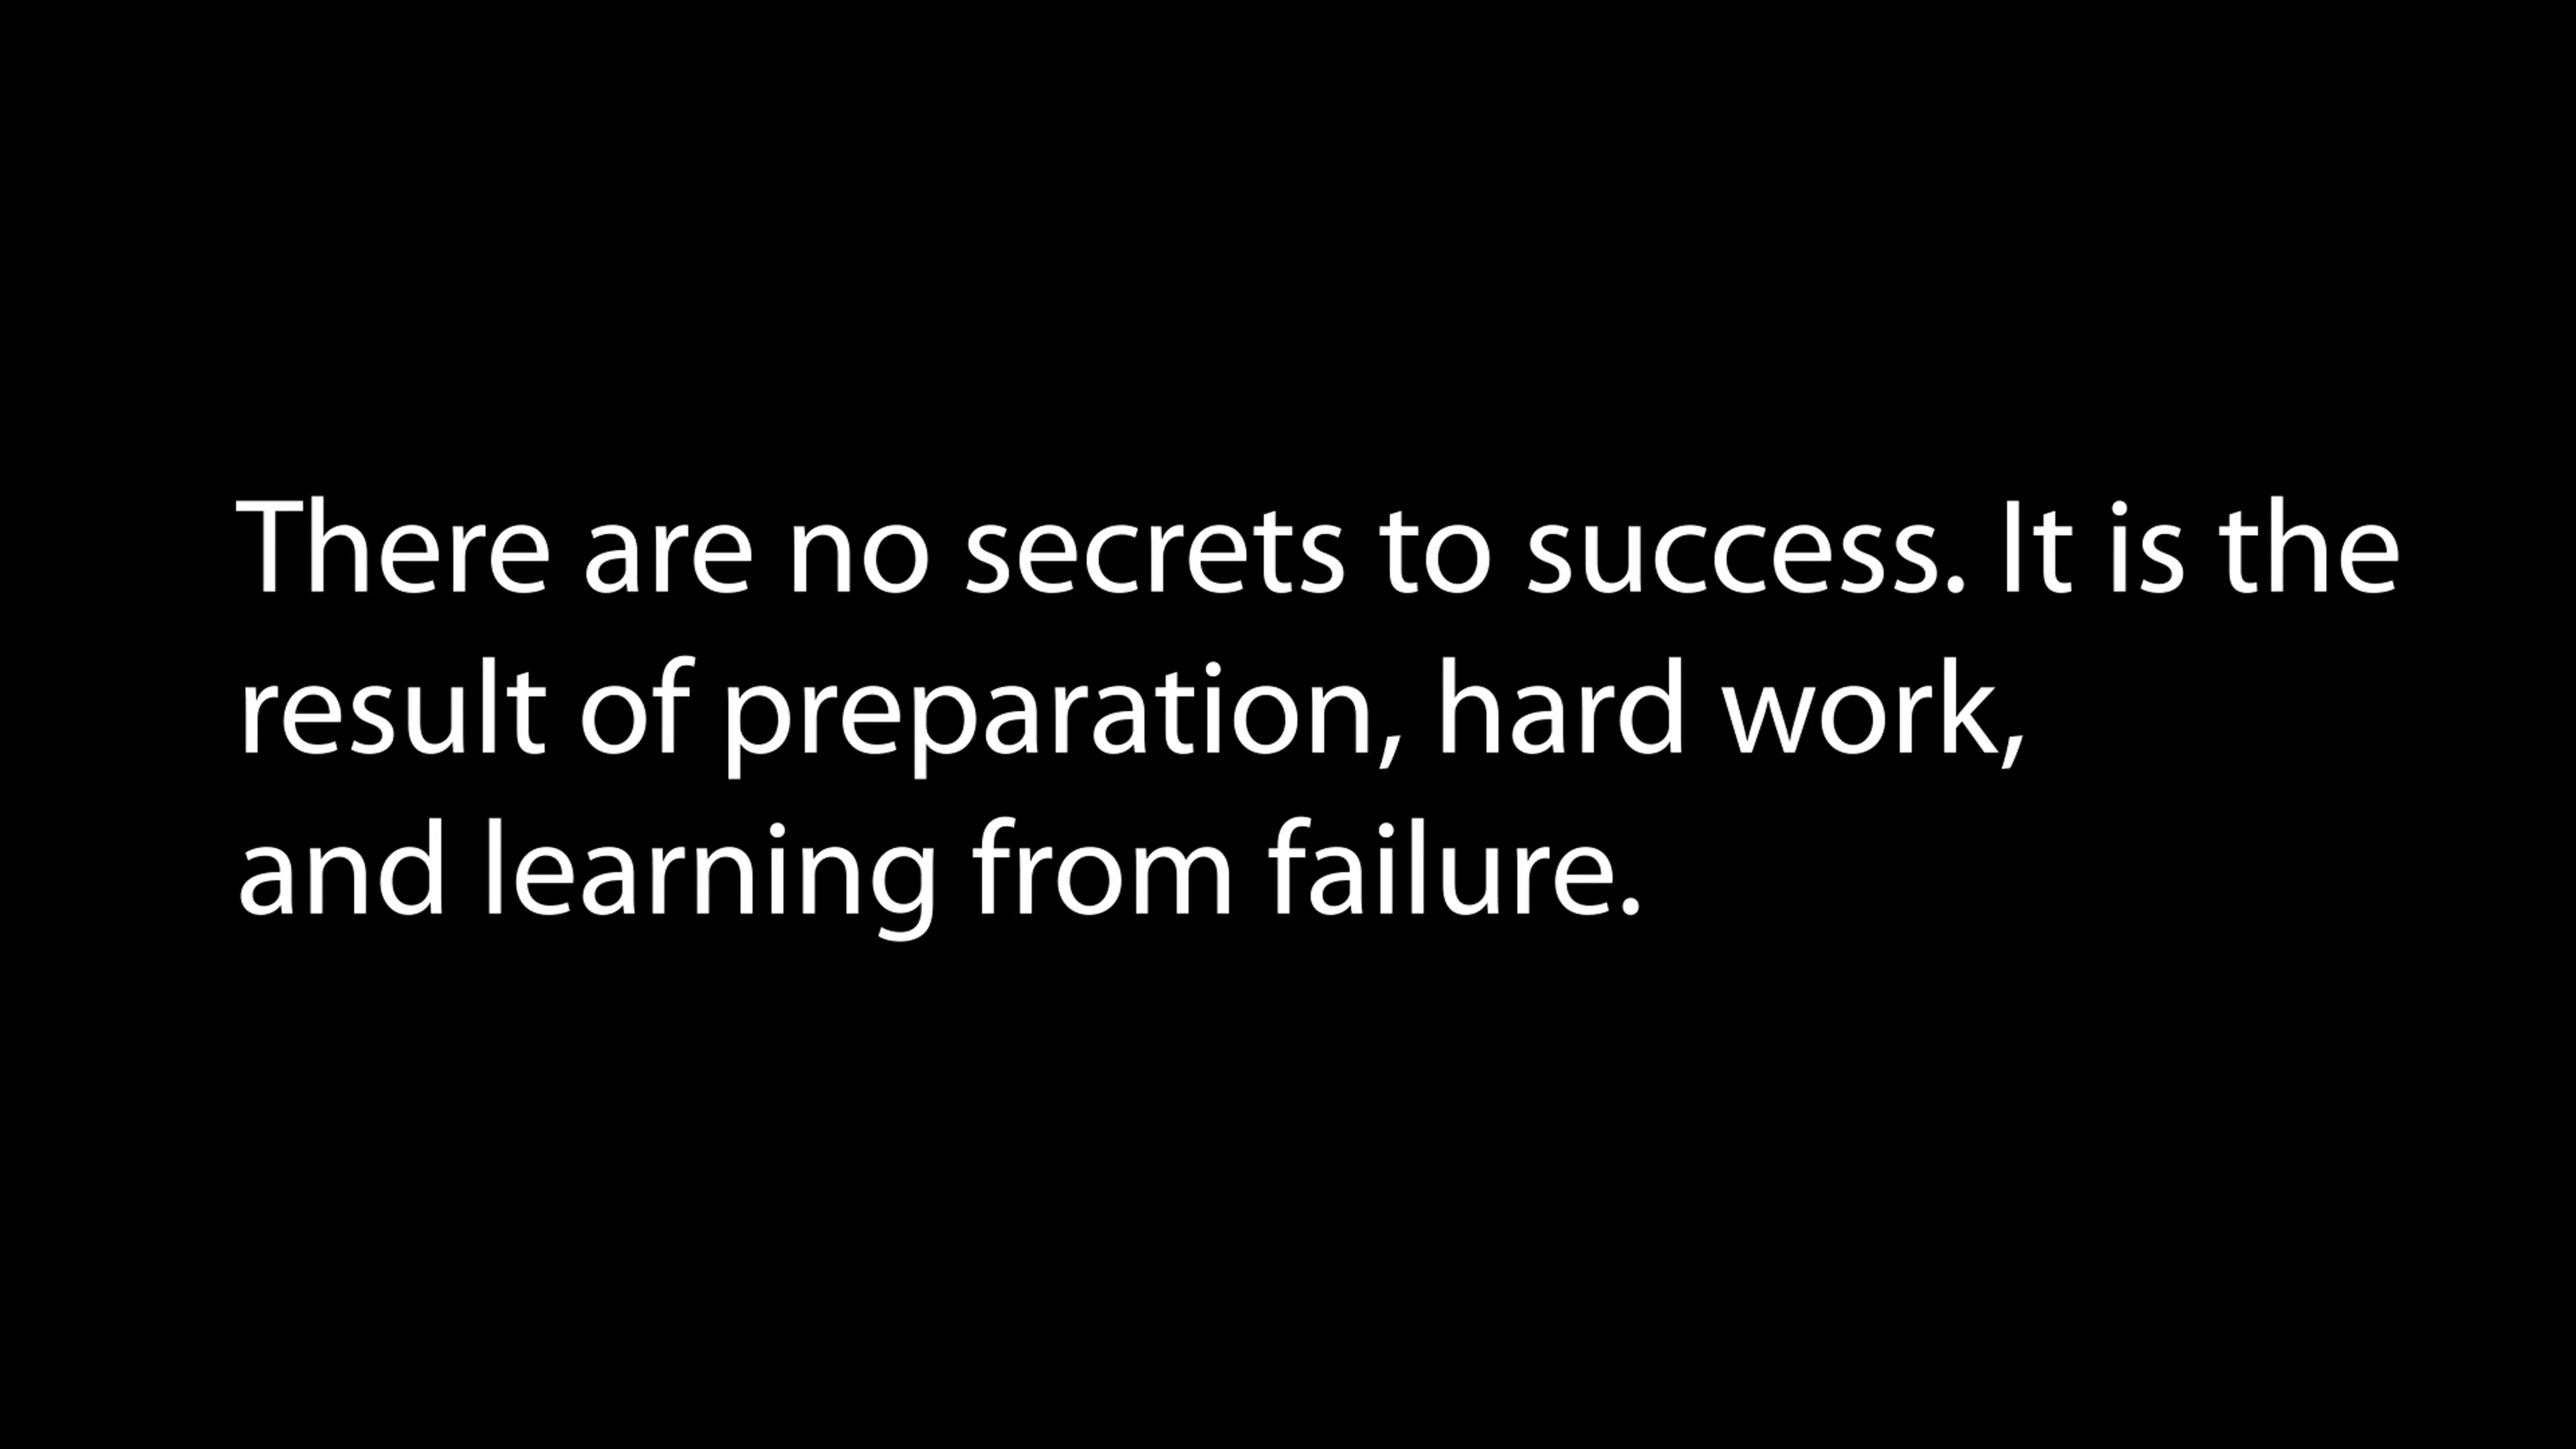 There are no secrets to success. It is the
result of preparation, hard work,
and learning from failure.